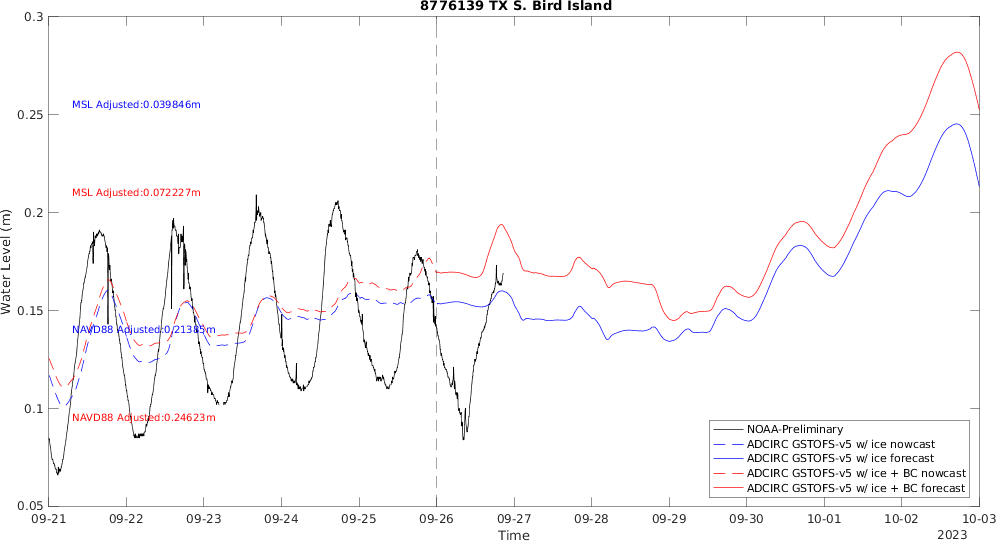 8776139 TX S. Bird Island
Water Level (m)
0.3
0.25
0.2
0.15
0.1
0.05
MSL Adjusted:0.039846m
MSL Adjusted:0.072227m
NAVD88 Adjusted:0.21385m
NAVD88 Adjusted:0.24623m
NOAA-Preliminary
ADCIRC GSTOFS-v5 w/ ice nowcast
ADCIRC GSTOFS-v5 w/ ice forecast
ADCIRC GSTOFS-v5 w/ ice + BC nowcast
ADCIRC GSTOFS-v5 w/ ice + BC forecast
09-21 09-22 09-23 09-24 09-25 09-26 09-27 09-28 09-29 09-30 10-01 10-02 10-03
Time
2023